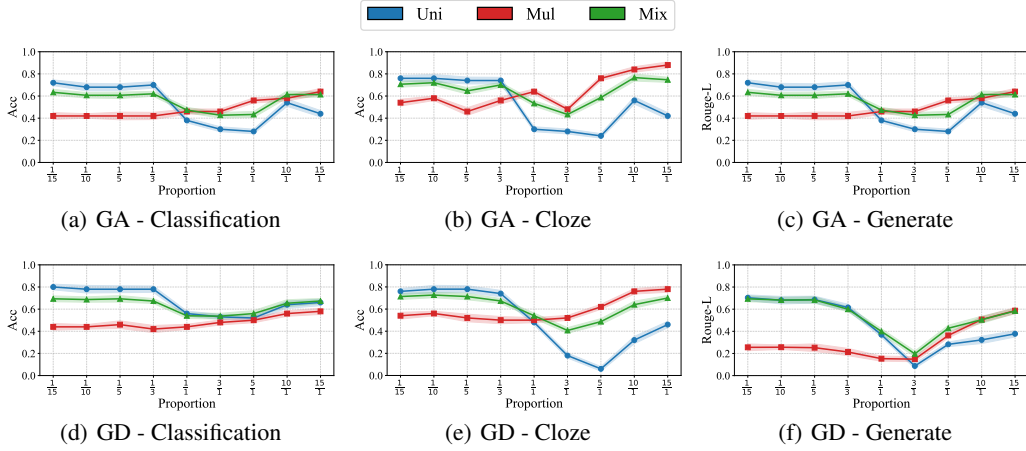 Uni Mul Mix
1.0 0.8 0.6 0.4 0.2 0.0
Acc
1/15 1/10 1/5 1/3 1/1 3/1 5/1 10/1 15/1
Proportion
(a) GA - Classification
1.0 0.8 0.6 0.4 0.2 0.0
Acc
1/15 1/10 1/5 1/3 1/1 3/1 5/1 10/1 15/1
Proportion
(b) GA - Cloze
1.0 0.8 0.6 0.4 0.2 0.0
Rouge-L
1/15 1/10 1/5 1/3 1/1 3/1 5/1 10/1 15/1
Proportion
(c) GA - Generate
1.0 0.8 0.6 0.4 0.2 0.0
Acc
1/15 1/10 1/5 1/3 1/1 3/1 5/1 10/1 15/1
Proportion
(d) GD - Classification
1.0 0.8 0.6 0.4 0.2 0.0
Acc
1/15 1/10 1/5 1/3 1/1 3/1 5/1 10/1 15/1
Proportion
(e) GD - Cloze
1.0 0.8 0.6 0.4 0.2 0.0
Rouge-L
1/15 1/10 1/5 1/3 1/1 3/1 5/1 10/1 15/1
Proportion
(f) GD - Generate